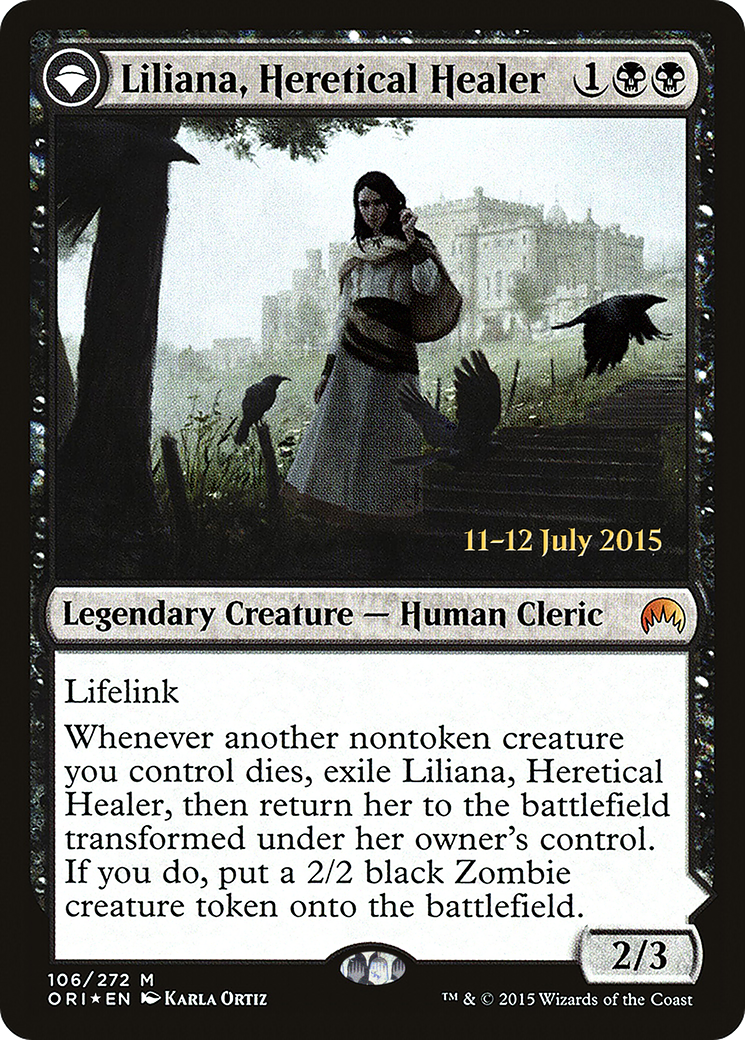 Liliana, Heretical Healer 1
11–12 July 2015
Legendary Creature — Human Cleric
Lifelink
Whenever another nontoken creature
you control dies, exile Liliana, Heretical
Healer, then return her to the battlefield
transformed under her owner's control.
If you do, put a 2/2 black Zombie
creature token onto the battlefield.
2/3
106/272 M
ORI★EN Karla Ortiz
™ & © 2015 Wizards of the Coast